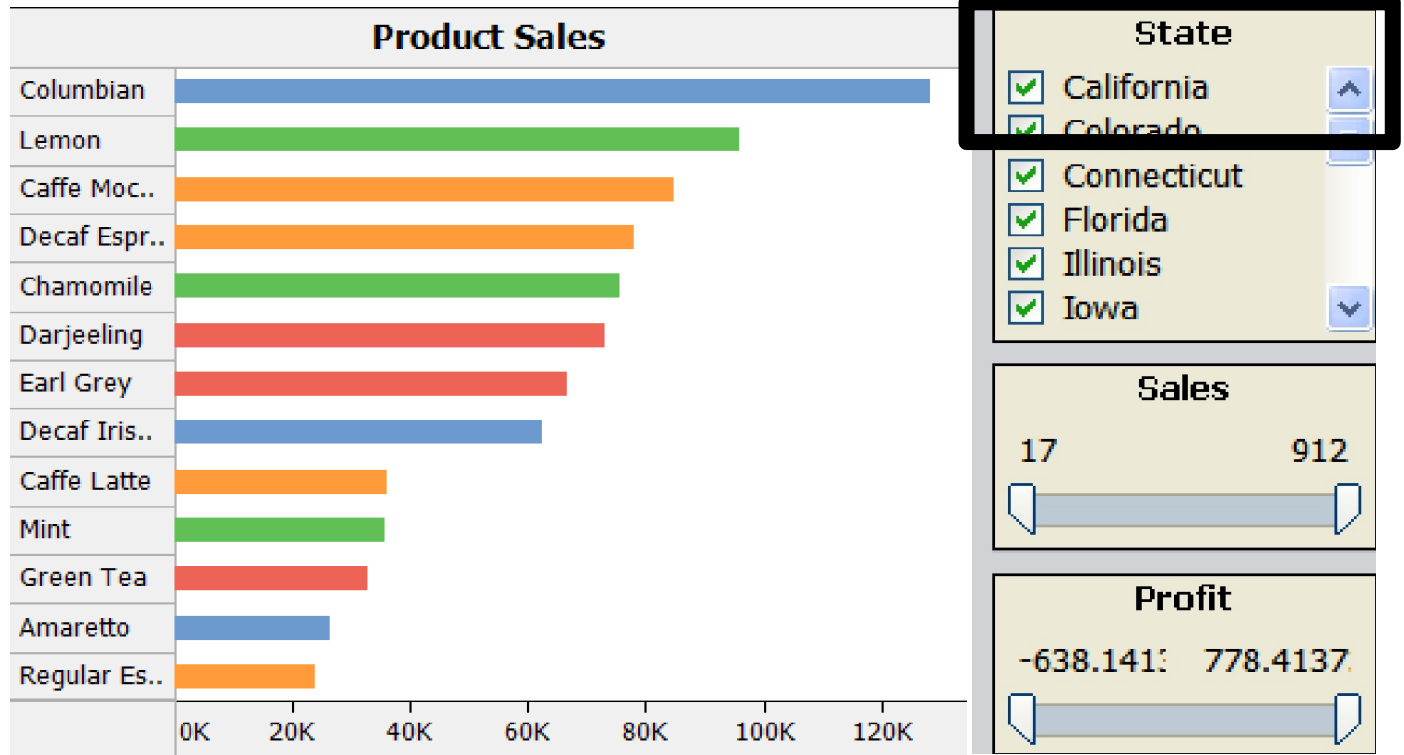 Product Sales
Columbian
Lemon
Caffe Moc..
Decaf Espr..
Chamomile
Darjeeling
Earl Grey
Decaf Iris..
Caffe Latte
Mint
Green Tea
Amaretto
Regular Es..
0K 20K 40K 60K 80K 100K 120K
State
California
Colorado
Connecticut
Florida
Illinois
Iowa
Sales
17 912
Profit
-638.141 778.4137